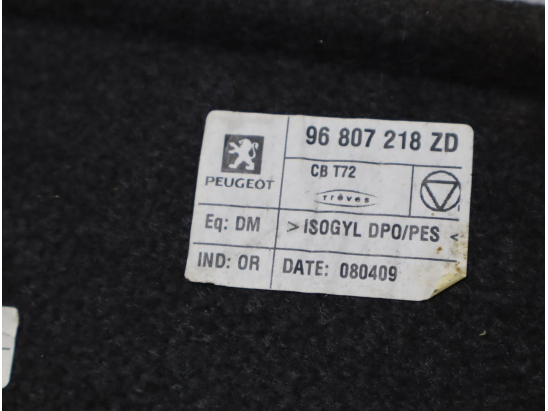 96 807 218 ZD
PEUGEOT
CB T72
Trèves
Eq: DM
> ISOGYL DPO/PES <
IND: OR
DATE: 080409